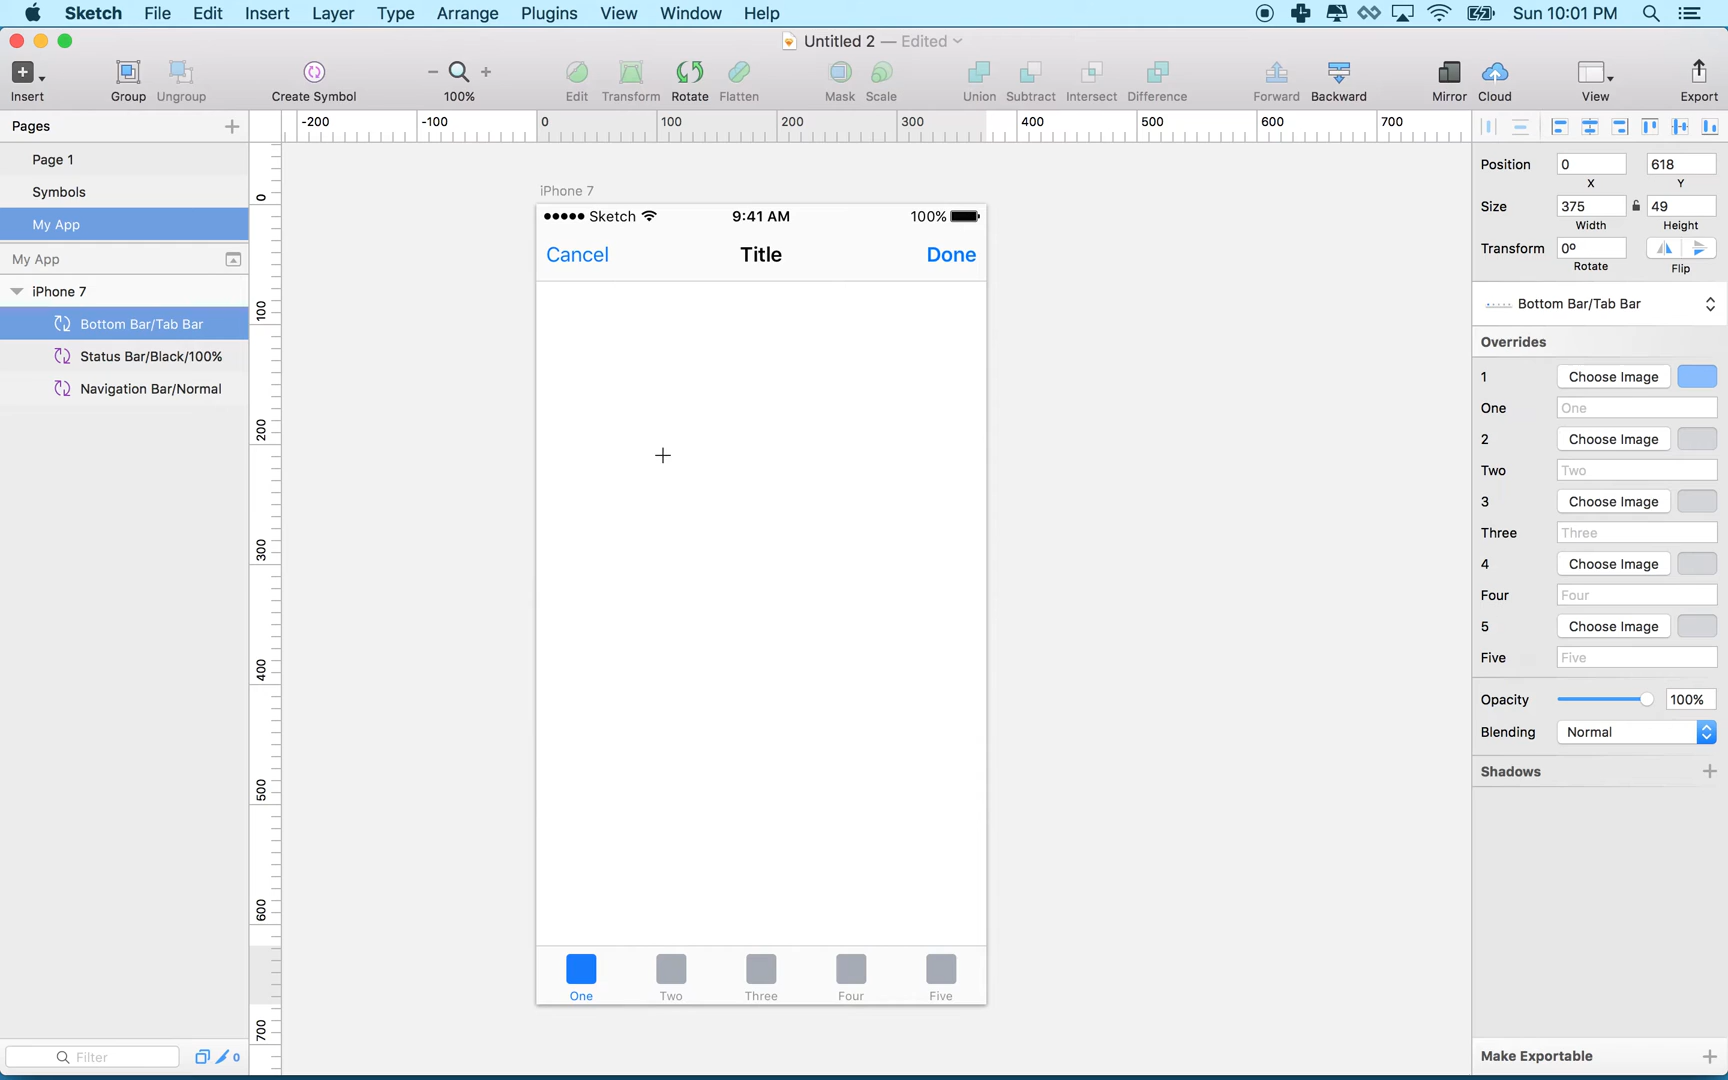 Sketch File Edit Insert Layer Type Arrange Plugins View Window Help Sun 10:01 PM
Untitled 2 — Edited
Insert Group Ungroup Create Symbol 100% Edit Transform Rotate Flatten Mask Scale Union Subtract Intersect Difference Forward Backward Mirror Cloud View Export
Pages
-200 -100 0 100 200 300 400 500 600 700
Page 1
Symbols
My App
My App
iPhone 7
Bottom Bar/Tab Bar
Status Bar/Black/100%
Navigation Bar/Normal
Filter 0
0
100
200
300
400
500
600
700
iPhone 7
Sketch 9:41 AM 100%
Cancel Title Done
One Two Three Four Five
Position 0 618
X Y
Size 375 49
Width Height
Transform 0º
Rotate Flip
Bottom Bar/Tab Bar
Overrides
1 Choose Image
One One
2 Choose Image
Two Two
3 Choose Image
Three Three
4 Choose Image
Four Four
5 Choose Image
Five Five
Opacity 100%
Blending Normal
Shadows
Make Exportable